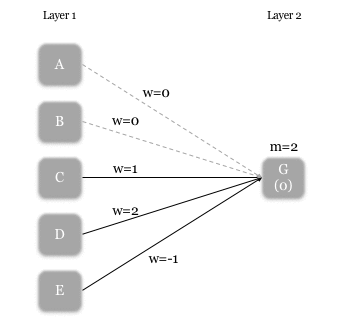 Layer 1
Layer 2
A
w=0
B
w=0
m=2
C
w=1
G
(0)
D
w=2
E
w=-1